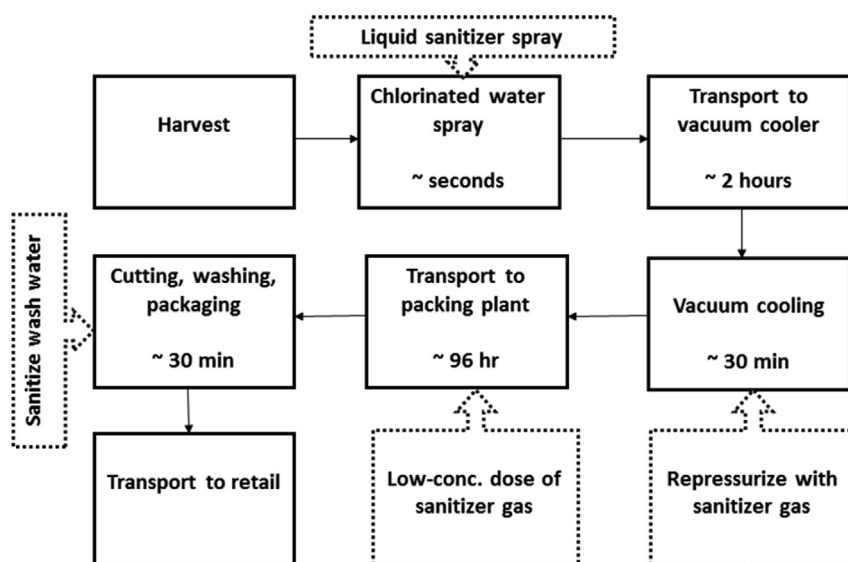 Liquid sanitizer spray
Harvest
Chlorinated water
spray
~ seconds
Transport to
vacuum cooler
~ 2 hours
Sanitize wash water
Cutting, washing,
packaging
~ 30 min
Transport to
packing plant
~ 96 hr
Vacuum cooling
~ 30 min
Transport to retail
Low-conc. dose of
sanitizer gas
Repressurize with
sanitizer gas